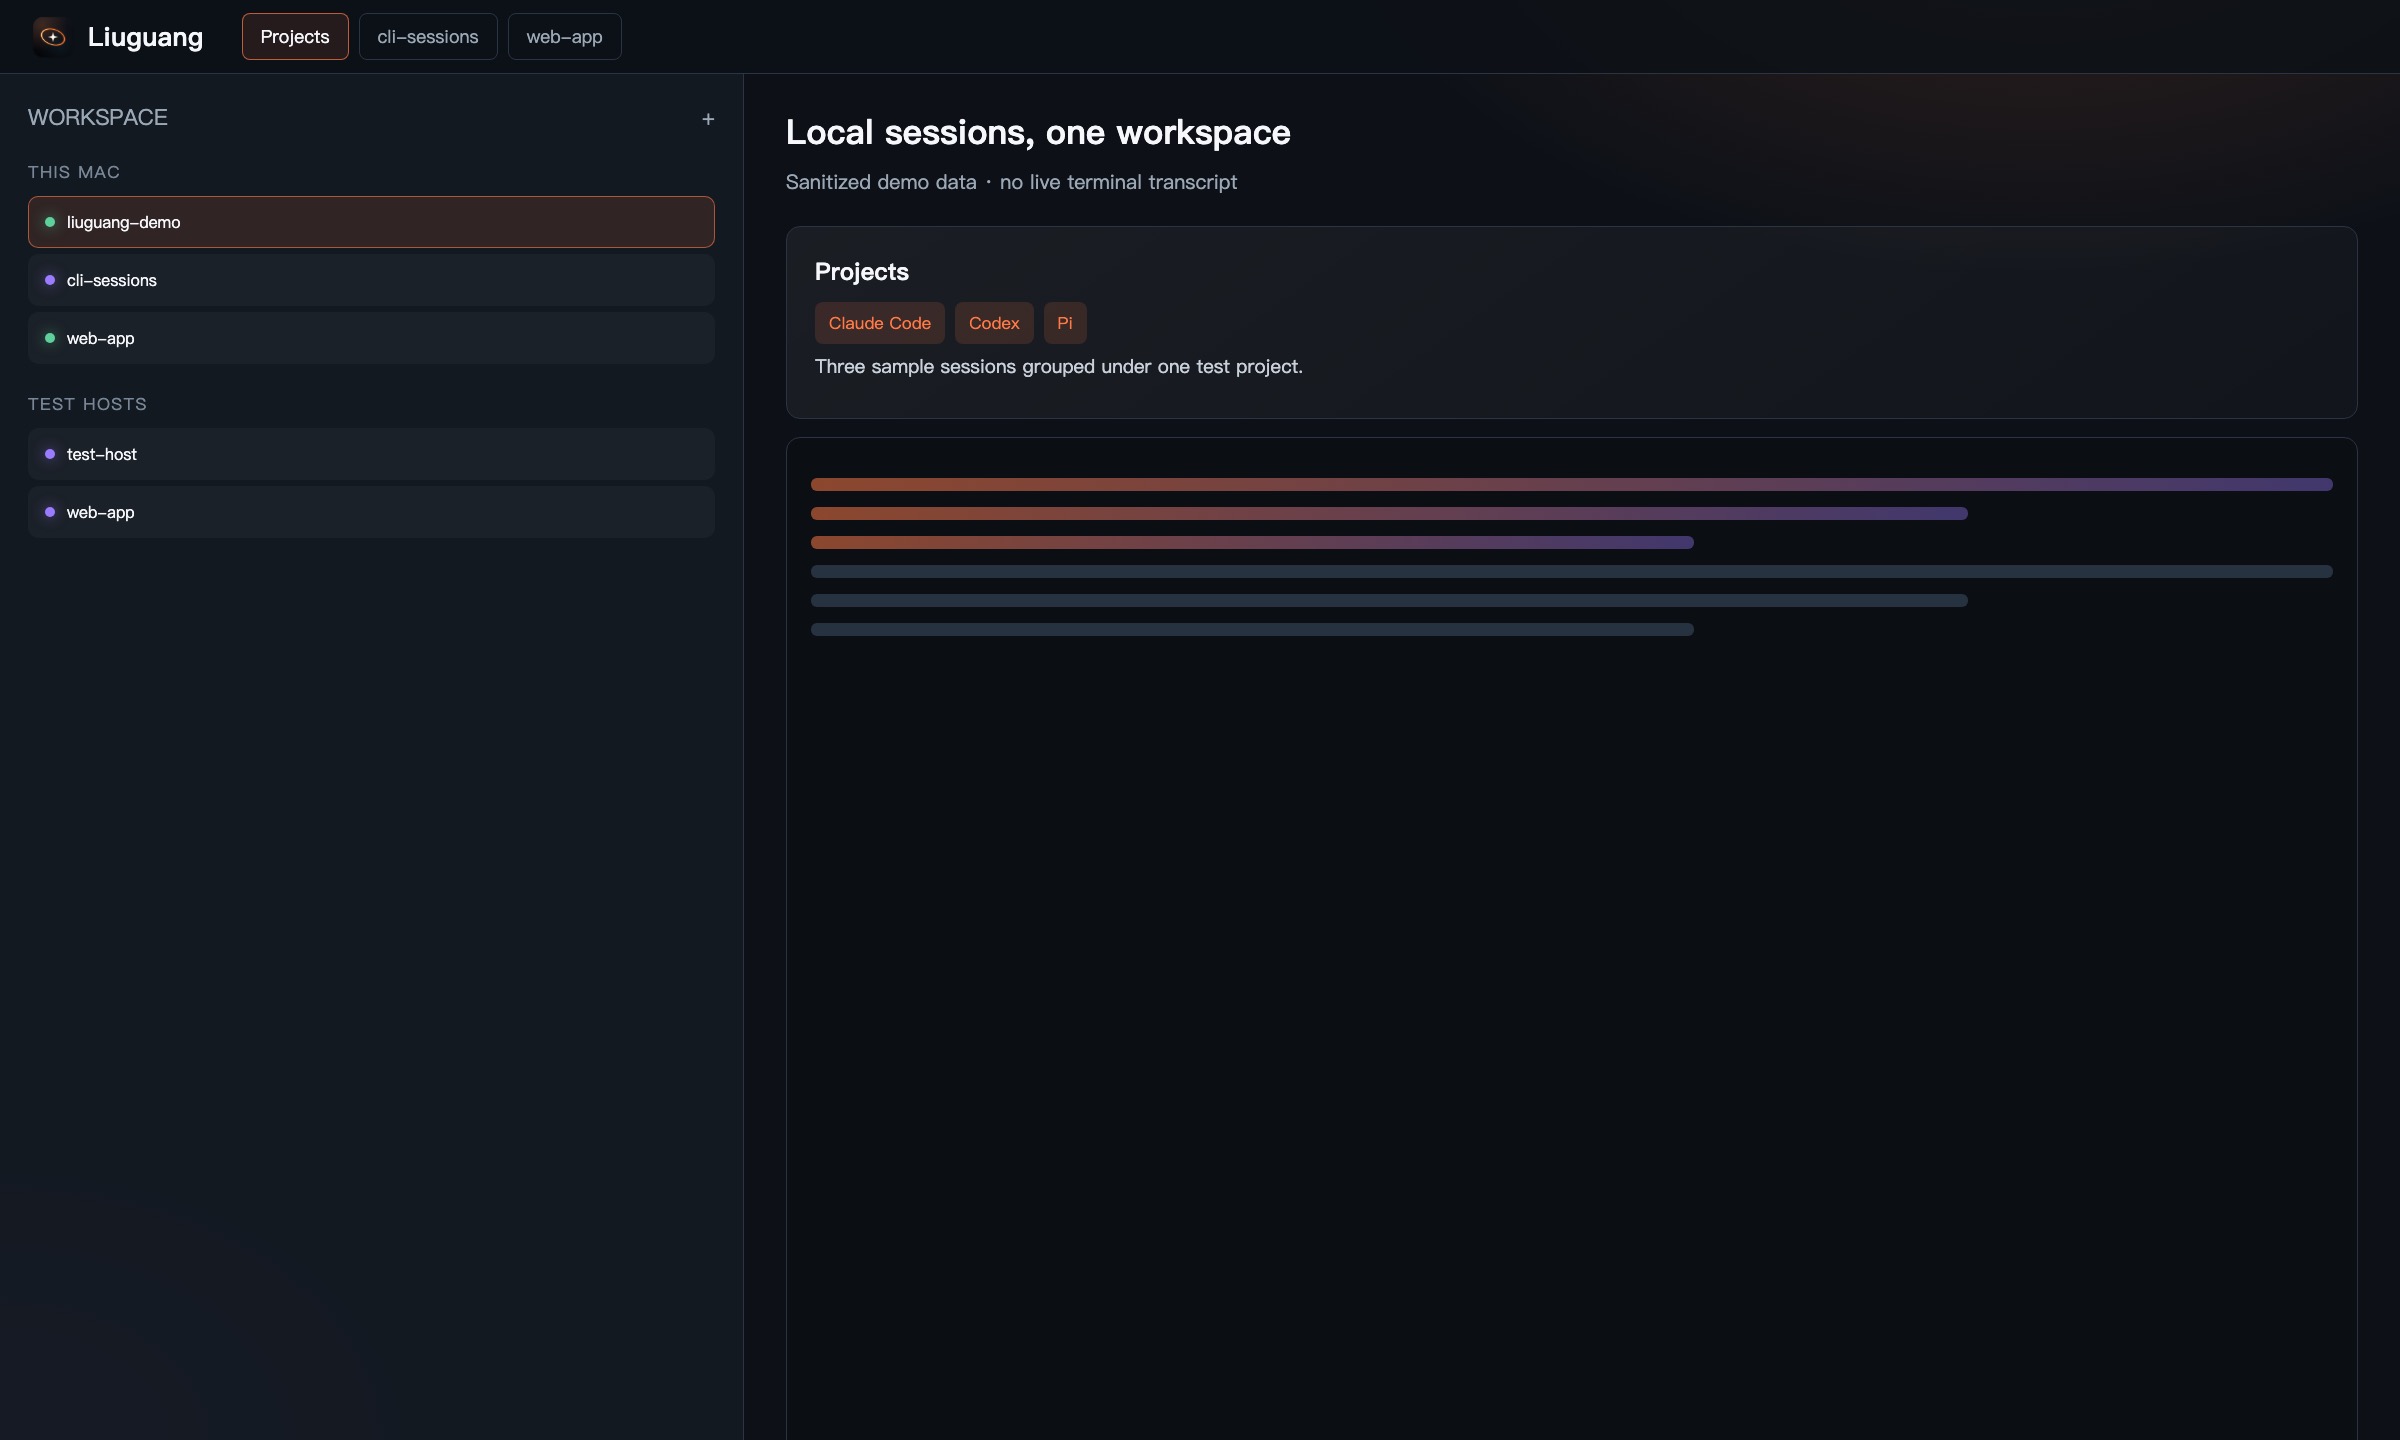 Liuguang
Projects
cli-sessions
web-app
WORKSPACE
+
THIS MAC
liuguang-demo
cli-sessions
web-app
TEST HOSTS
test-host
web-app
Local sessions, one workspace
Sanitized demo data · no live terminal transcript
Projects
Claude Code
Codex
Pi
Three sample sessions grouped under one test project.